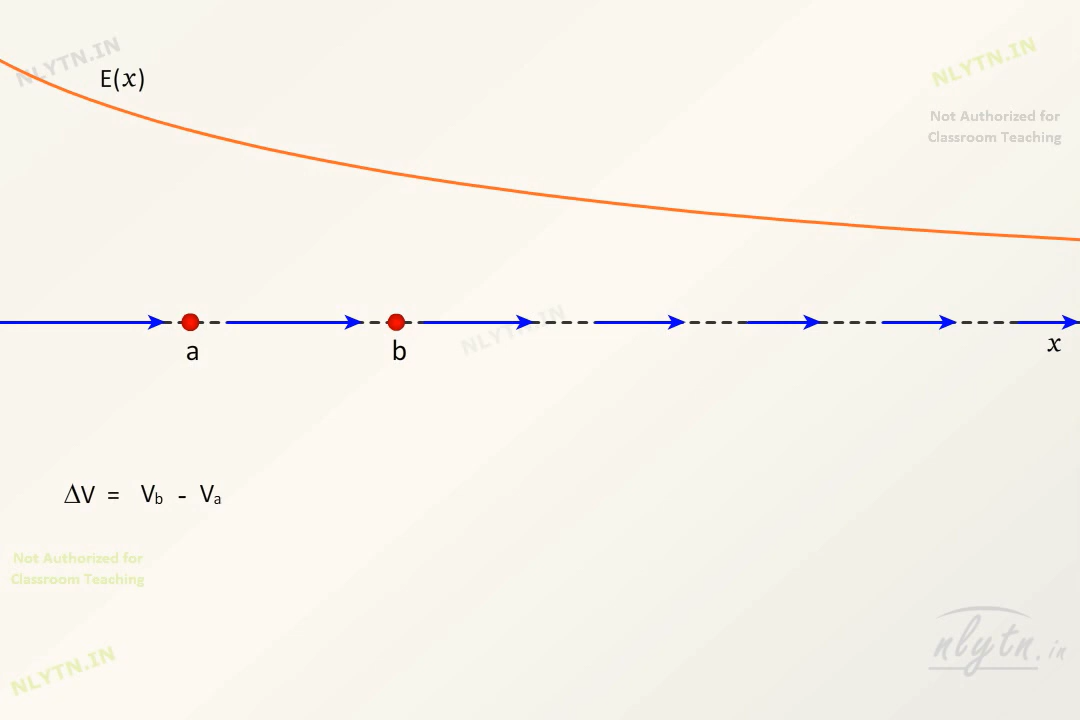 NLYTN.IN
NLYTN.IN
E(x)
Not Authorized for
Classroom Teaching
NLYTN.IN
a
b
x
ΔV = Vb - Va
Not Authorized for
Classroom Teaching
nlytn.in
NLYTN.IN